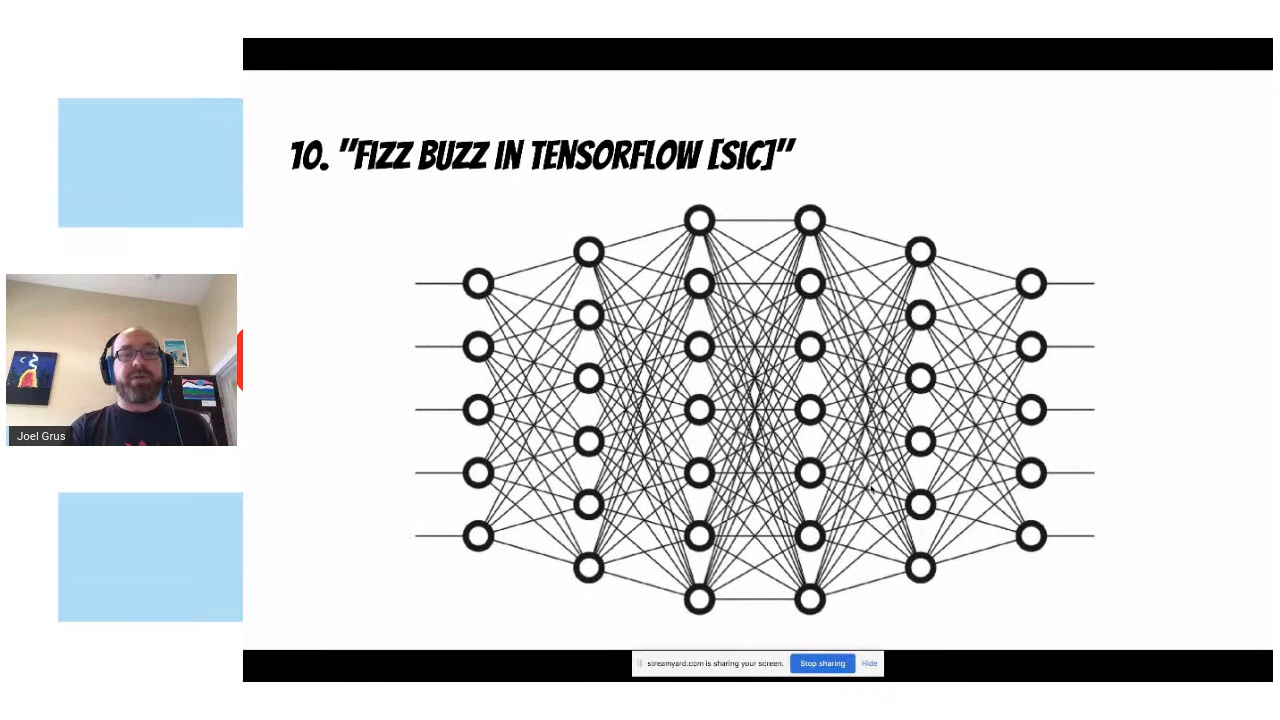 10. "FIZZ BUZZ IN TENSORFLOW [SIC]"
Joel Grus
streamyard.com is sharing your screen.
Stop sharing
Hide